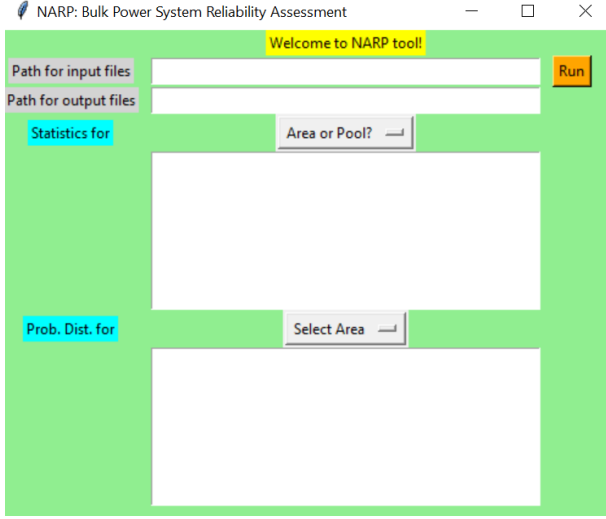 NARP: Bulk Power System Reliability Assessment
Welcome to NARP tool!
Path for input files
Run
Path for output files
Statistics for
Area or Pool?
Prob. Dist. for
Select Area